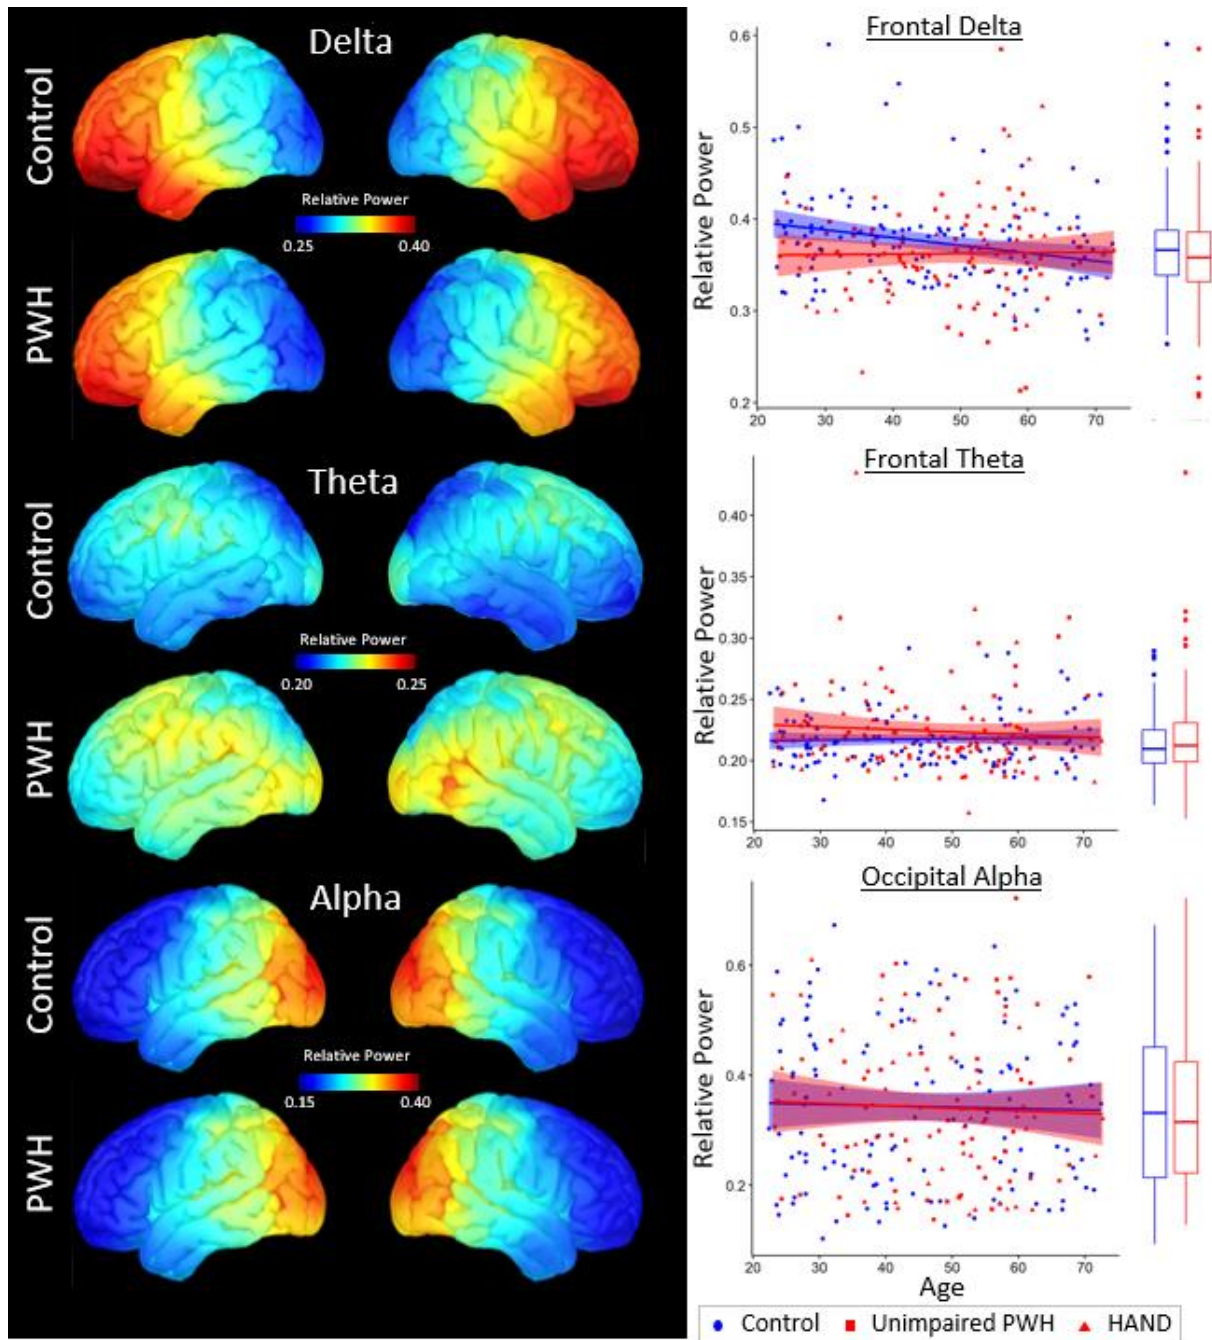 Delta
Control
Relative Power
0.25 0.40
PWH
Theta
Control
Relative Power
0.20 0.25
PWH
Alpha
Control
Relative Power
0.15 0.40
PWH
Frontal Delta
Relative Power
0.6
0.5
0.4
0.3
0.2
20 30 40 50 60 70
Frontal Theta
Relative Power
0.40
0.35
0.30
0.25
0.20
0.15
20 30 40 50 60 70
Occipital Alpha
Relative Power
0.6
0.4
0.2
20 30 40 50 60 70
Age
Control Unimpaired PWH HAND